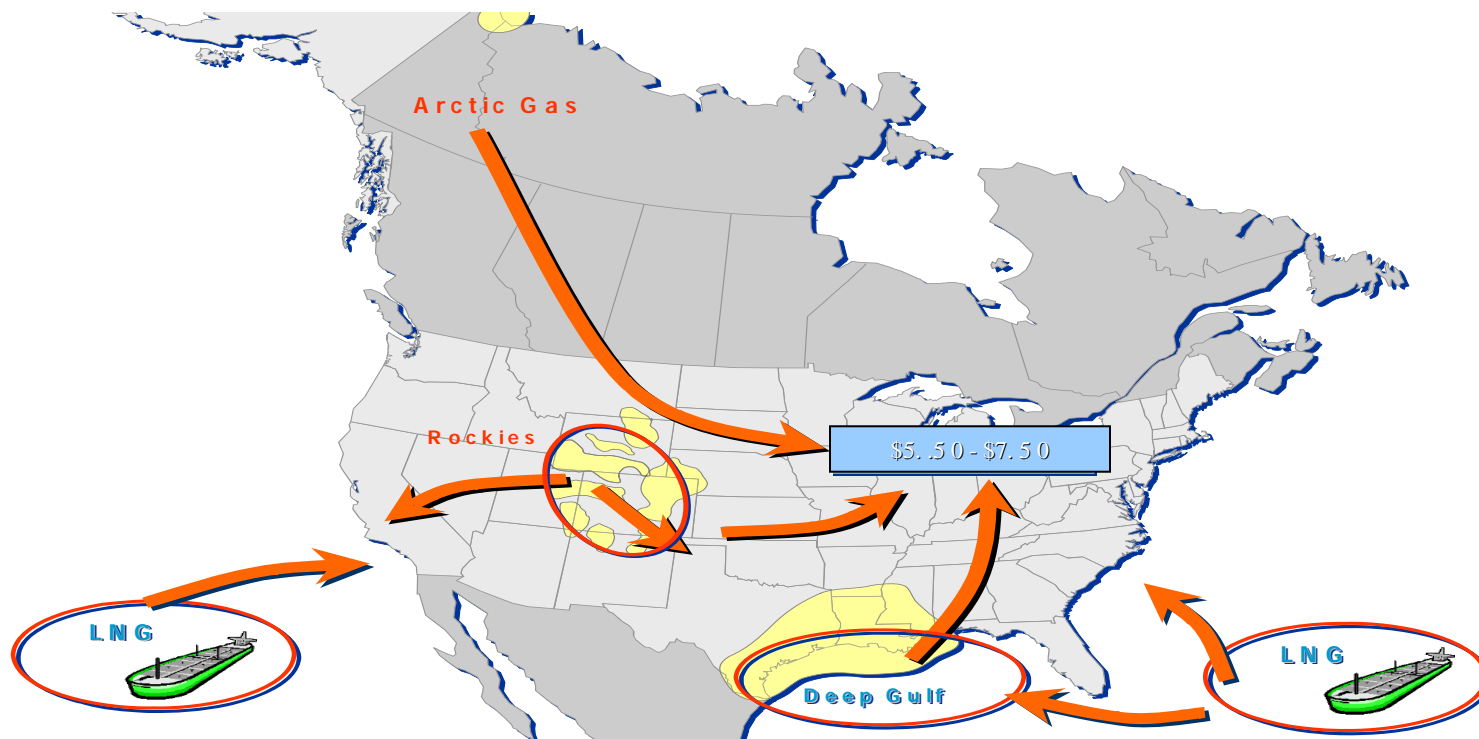 Arctic Gas
Rockies
$5. .50-$7.50
LNG
LNG
Deep Gulf